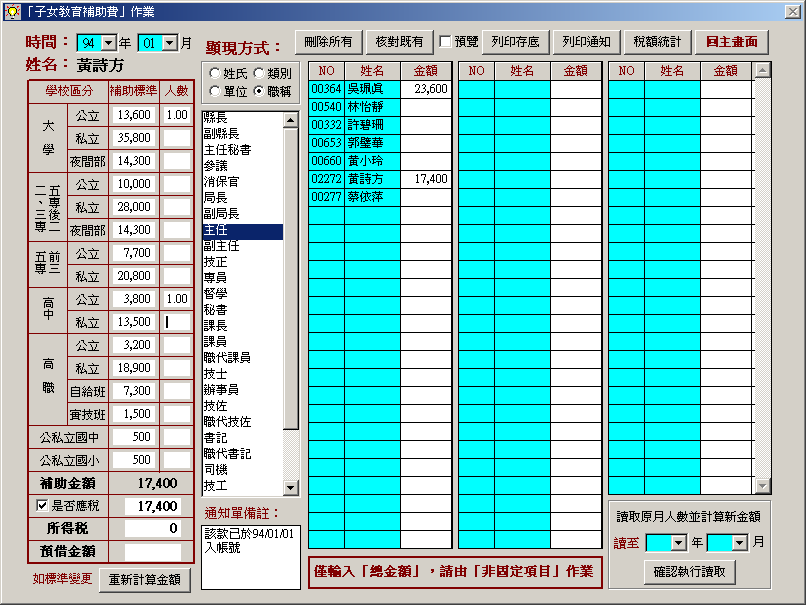 「子女教育補助費」作業
時間： 94 年 01 月
姓名： 黃詩方
顯現方式：
刪除所有 核對既有 預覽 列印存底 列印通知 稅額統計 回主畫面
姓氏 類別
單位 職稱
學校區分 補助標準 人數
大學 公立 13,600 1.00
私立 35,800
夜間部 14,300
二、三專 五專後二 公立 10,000
私立 28,000
夜間部 14,300
五專 前三 公立 7,700
私立 20,800
高中 公立 3,800 1.00
私立 13,500
高職 公立 3,200
私立 18,900
自給班 7,300
實技班 1,500
公私立國中 500
公私立國小 500
補助金額 17,400
是否應稅 17,400
所得稅 0
預借金額
如標準變更 重新計算金額
縣長
副縣長
主任秘書
參議
消保官
局長
副局長
主任
副主任
技正
專員
督學
秘書
課長
課員
職代課員
技士
辦事員
技佐
職代技佐
書記
職代書記
司機
技工
通知單備註：
該款已於94/01/01
入帳號
NO 姓名 金額 NO 姓名 金額 NO 姓名 金額
00364 吳珮真 23,600
00540 林怡靜
00332 許碧珊
00653 郭璧華
00660 黃小玲
02272 黃詩方 17,400
00277 蔡依萍
僅輸入「總金額」，請由「非固定項目」作業
讀取原月人數並計算新金額
讀至 年 月
確認執行讀取